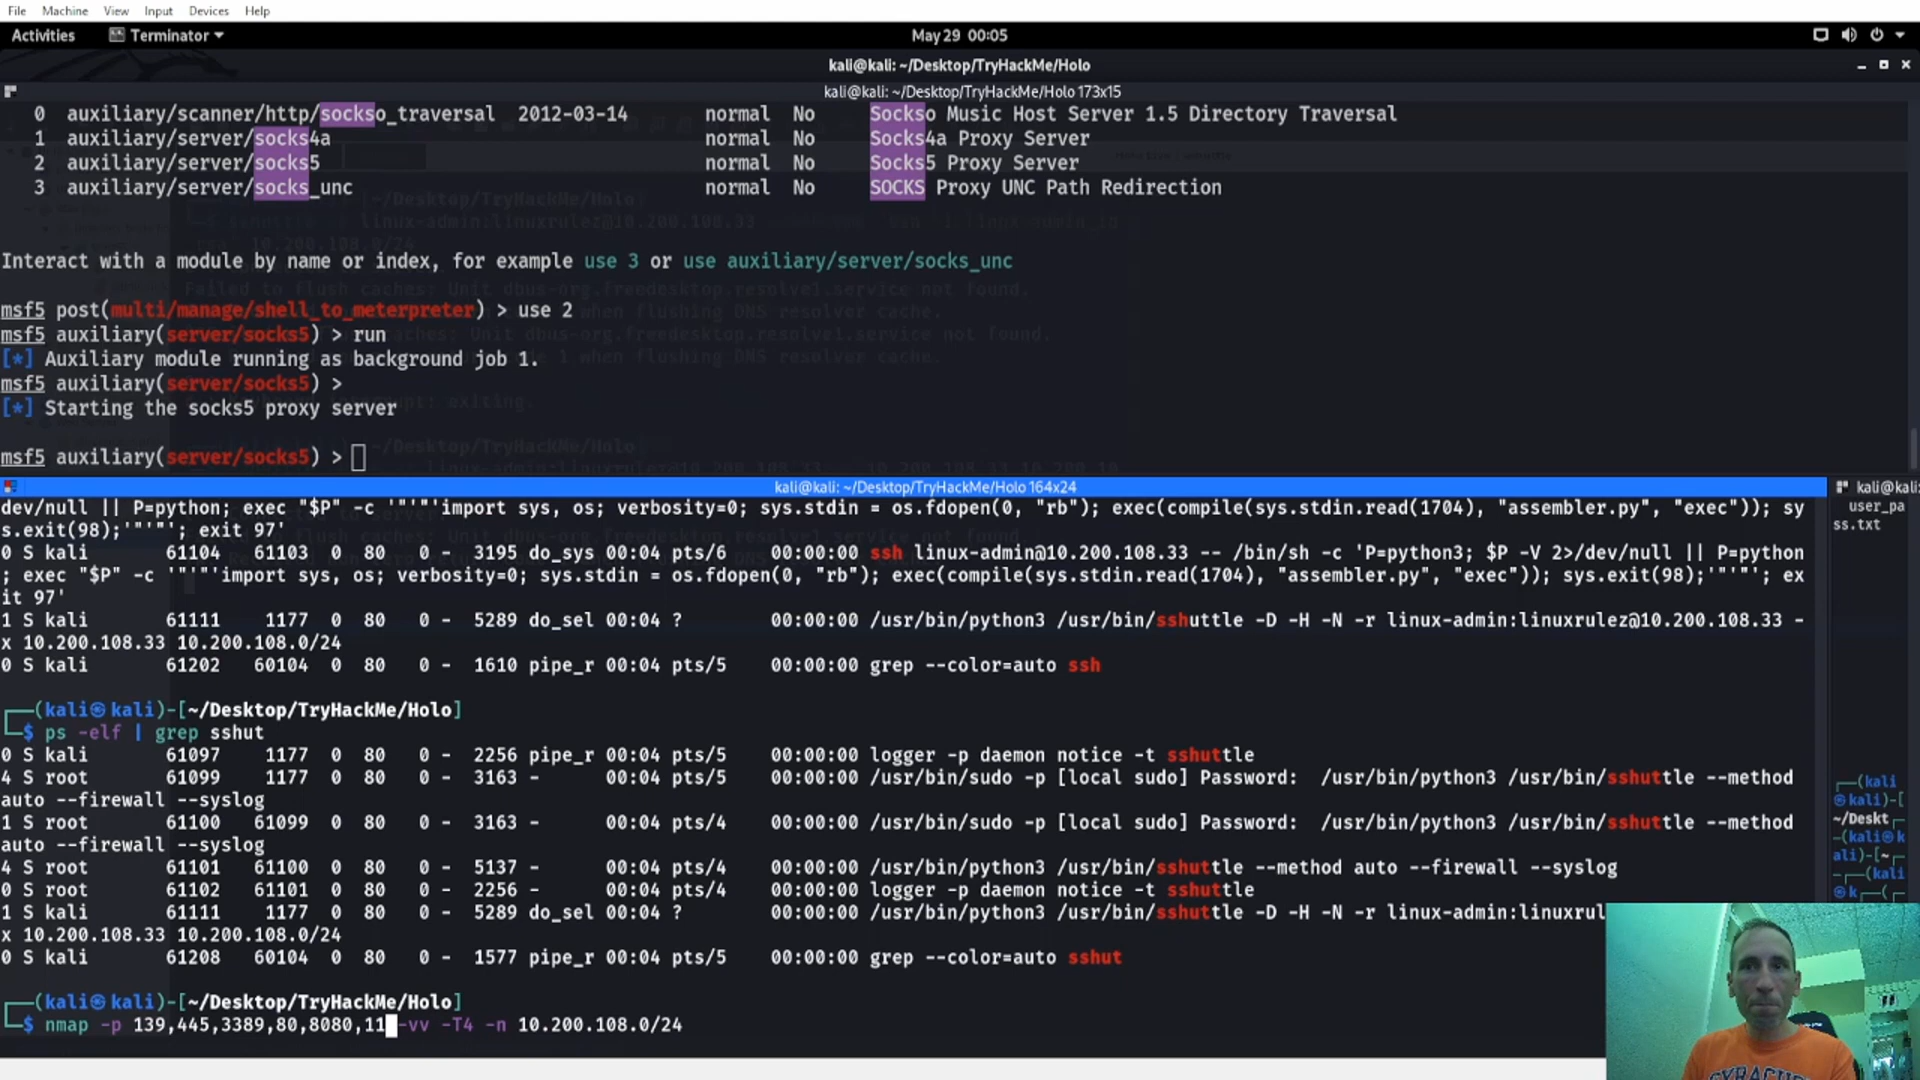 File Machine View Input Devices Help
Activities Terminator May 29 00:05
kali@kali: ~/Desktop/TryHackMe/Holo
kali@kali: ~/Desktop/TryHackMe/Holo 173x15
0 auxiliary/scanner/http/sockso_traversal 2012-03-14 normal No Sockso Music Host Server 1.5 Directory Traversal
1 auxiliary/server/socks4a normal No Socks4a Proxy Server
2 auxiliary/server/socks5 normal No Socks5 Proxy Server
3 auxiliary/server/socks_unc normal No SOCKS Proxy UNC Path Redirection
Interact with a module by name or index, for example use 3 or use auxiliary/server/socks_unc
msf5 post(multi/manage/shell_to_meterpreter) > use 2
msf5 auxiliary(server/socks5) > run
[*] Auxiliary module running as background job 1.
msf5 auxiliary(server/socks5) >
[*] Starting the socks5 proxy server
msf5 auxiliary(server/socks5) >
kali@kali: ~/Desktop/TryHackMe/Holo 164x24
dev/null || P=python; exec "$P" -c '"'"'import sys, os; verbosity=0; sys.stdin = os.fdopen(0, "rb"); exec(compile(sys.stdin.read(1704), "assembler.py", "exec")); sy
s.exit(98);'"'"'; exit 97'
0 S kali 61104 61103 0 80 0 - 3195 do_sys 00:04 pts/6 00:00:00 ssh linux-admin@10.200.108.33 -- /bin/sh -c 'P=python3; $P -V 2>/dev/null || P=python
; exec "$P" -c '"'"'import sys, os; verbosity=0; sys.stdin = os.fdopen(0, "rb"); exec(compile(sys.stdin.read(1704), "assembler.py", "exec")); sys.exit(98);'"'"'; ex
it 97'
1 S kali 61111 1177 0 80 0 - 5289 do_sel 00:04 ? 00:00:00 /usr/bin/python3 /usr/bin/sshuttle -D -H -N -r linux-admin:linuxrulez@10.200.108.33 -
x 10.200.108.33 10.200.108.0/24
0 S kali 61202 60104 0 80 0 - 1610 pipe_r 00:04 pts/5 00:00:00 grep --color=auto ssh
(kali㉿kali)-[~/Desktop/TryHackMe/Holo]
$ ps -elf | grep sshut
0 S kali 61097 1177 0 80 0 - 2256 pipe_r 00:04 pts/5 00:00:00 logger -p daemon notice -t sshuttle
4 S root 61099 1177 0 80 0 - 3163 - 00:04 pts/5 00:00:00 /usr/bin/sudo -p [local sudo] Password: /usr/bin/python3 /usr/bin/sshuttle --method
auto --firewall --syslog
1 S root 61100 61099 0 80 0 - 3163 - 00:04 pts/4 00:00:00 /usr/bin/sudo -p [local sudo] Password: /usr/bin/python3 /usr/bin/sshuttle --method
auto --firewall --syslog
4 S root 61101 61100 0 80 0 - 5137 - 00:04 pts/4 00:00:00 /usr/bin/python3 /usr/bin/sshuttle --method auto --firewall --syslog
0 S root 61102 61101 0 80 0 - 2256 - 00:04 pts/4 00:00:00 logger -p daemon notice -t sshuttle
1 S kali 61111 1177 0 80 0 - 5289 do_sel 00:04 ? 00:00:00 /usr/bin/python3 /usr/bin/sshuttle -D -H -N -r linux-admin:linuxrul
x 10.200.108.33 10.200.108.0/24
0 S kali 61208 60104 0 80 0 - 1577 pipe_r 00:04 pts/5 00:00:00 grep --color=auto sshut
(kali㉿kali)-[~/Desktop/TryHackMe/Holo]
$ nmap -p 139,445,3389,80,8080,11 -vv -T4 -n 10.200.108.0/24
kali@kali:
user_pa
ss.txt
(kali
㉿kali)-[
~/Deskt
(kali㉿k
ali)-[~
(kali
㉿k
SYRACUSE